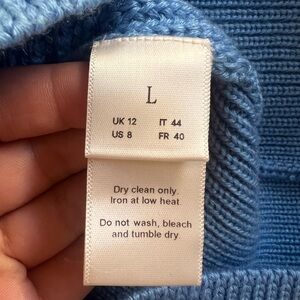 L
UK 12 IT 44
US 8 FR 40
Dry clean only.
Iron at low heat.
Do not wash, bleach
and tumble dry